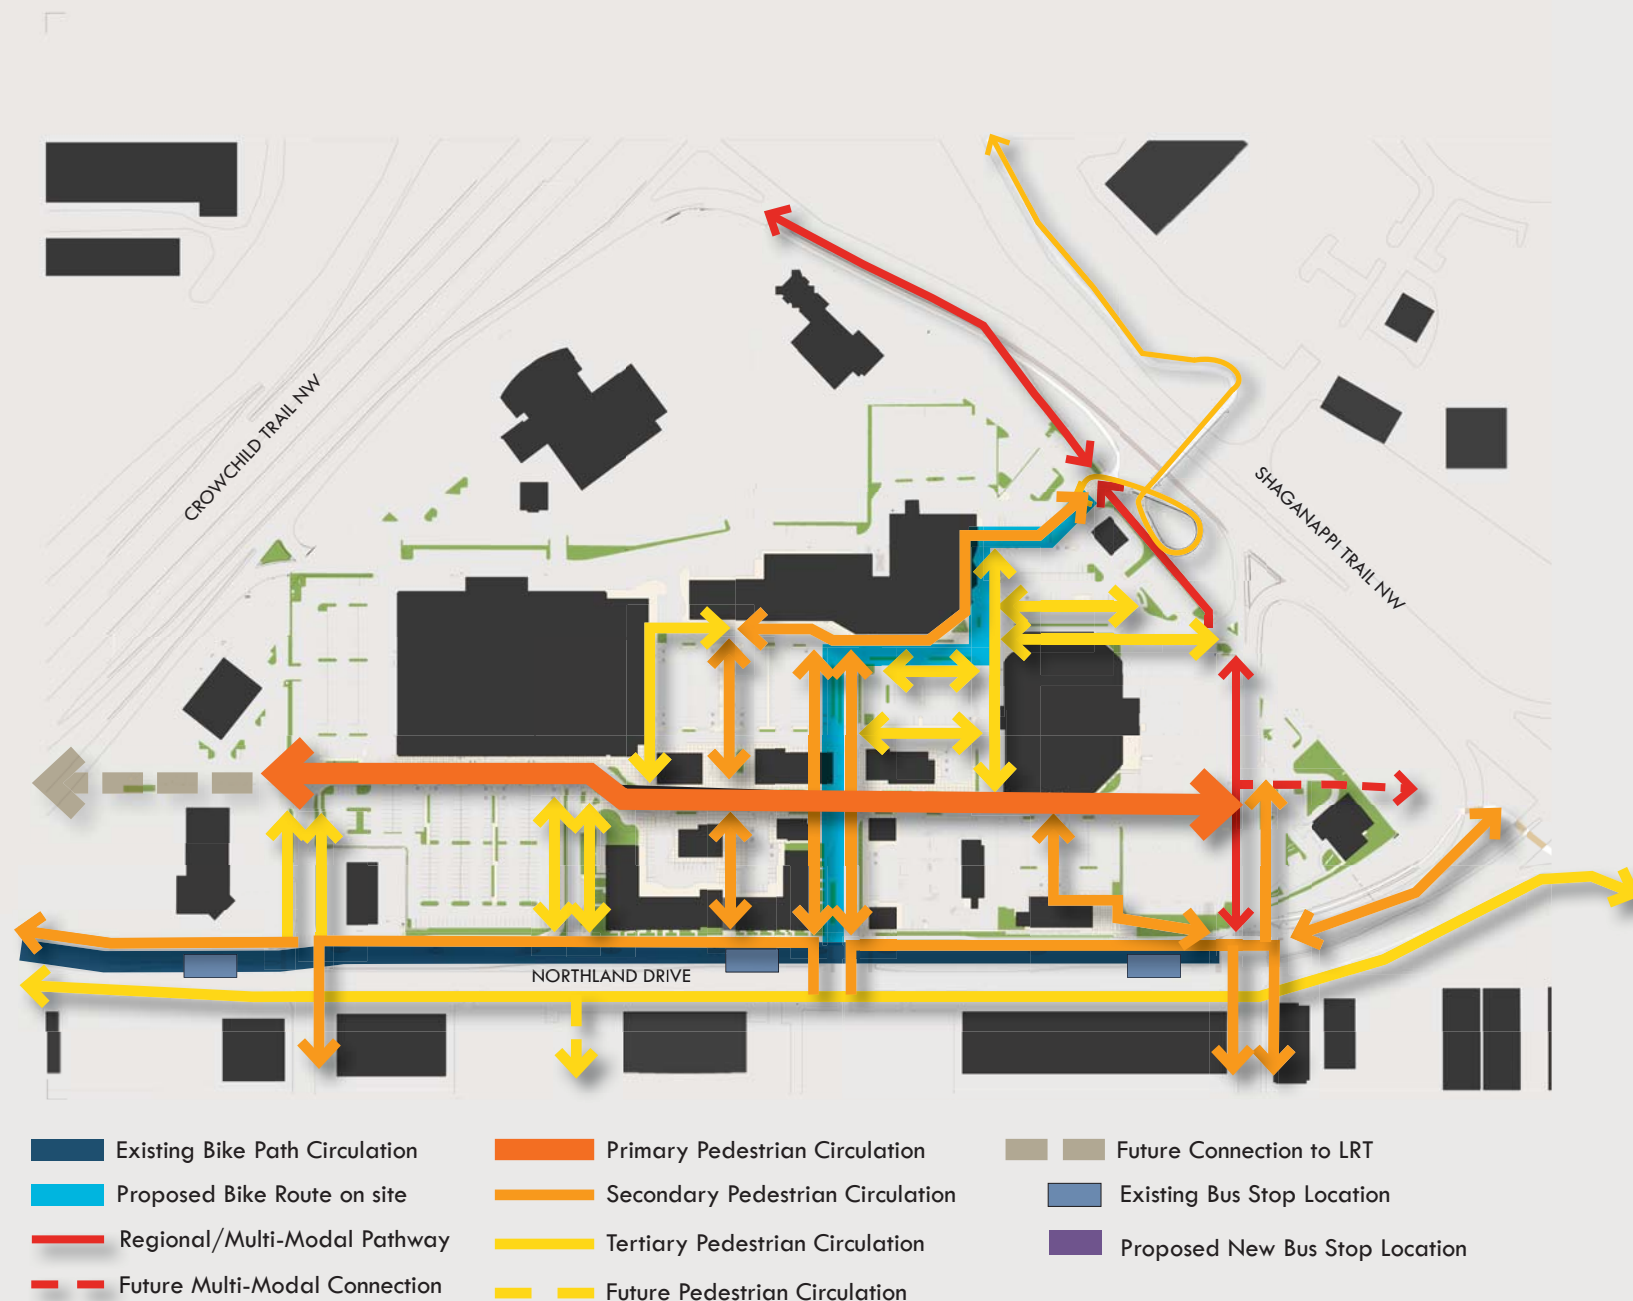 CROWCHILD TRAIL NW
SHAGANAPPI TRAIL NW
NORTHLAND DRIVE
Existing Bike Path Circulation
Proposed Bike Route on site
Regional/Multi-Modal Pathway
Future Multi-Modal Connection
Primary Pedestrian Circulation
Secondary Pedestrian Circulation
Tertiary Pedestrian Circulation
Future Pedestrian Circulation
Future Connection to LRT
Existing Bus Stop Location
Proposed New Bus Stop Location